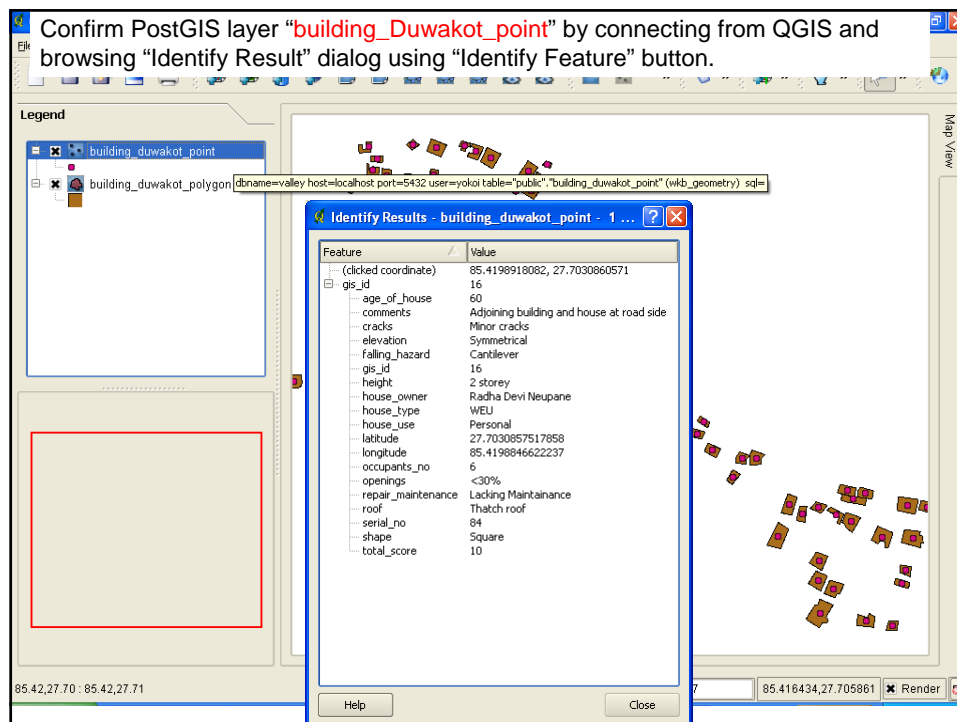 Confirm PostGIS layer “building_Duwakot_point” by connecting from QGIS and
browsing “Identify Result” dialog using “Identify Feature” button.
Legend
Map View
building_duwakot_point
building_duwakot_polygon
dbname=valley host=localhost port=5432 user=yokoi table="public"."building_duwakot_point" (wkb_geometry) sql=
Identify Results - building_duwakot_point - 1 ...
Feature Value
(clicked coordinate) 85.4198918082, 27.7030860571
gis_id 16
age_of_house 60
comments Adjoining building and house at road side
cracks Minor cracks
elevation Symmetrical
falling_hazard Cantilever
gis_id 16
height 2 storey
house_owner Radha Devi Neupane
house_type WEU
house_use Personal
latitude 27.7030857517858
longitude 85.4198846622237
occupants_no 6
openings <30%
repair_maintenance Lacking Maintainance
roof Thatch roof
serial_no 84
shape Square
total_score 10
85.42,27.70 : 85.42,27.71
7
85.416434,27.705861
Render
Help
Close